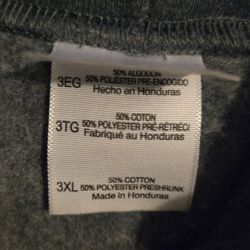 50% ALGODON
3EG 50% POLYESTER PRE-ENCOGIDO
Hecho en Honduras
50% COTON
3TG 50% POLYESTER PRÉ-RÉTRÉCI
Fabriqué au Honduras
50% COTTON
3XL 50% POLYESTER PRESHRUNK
Made in Honduras